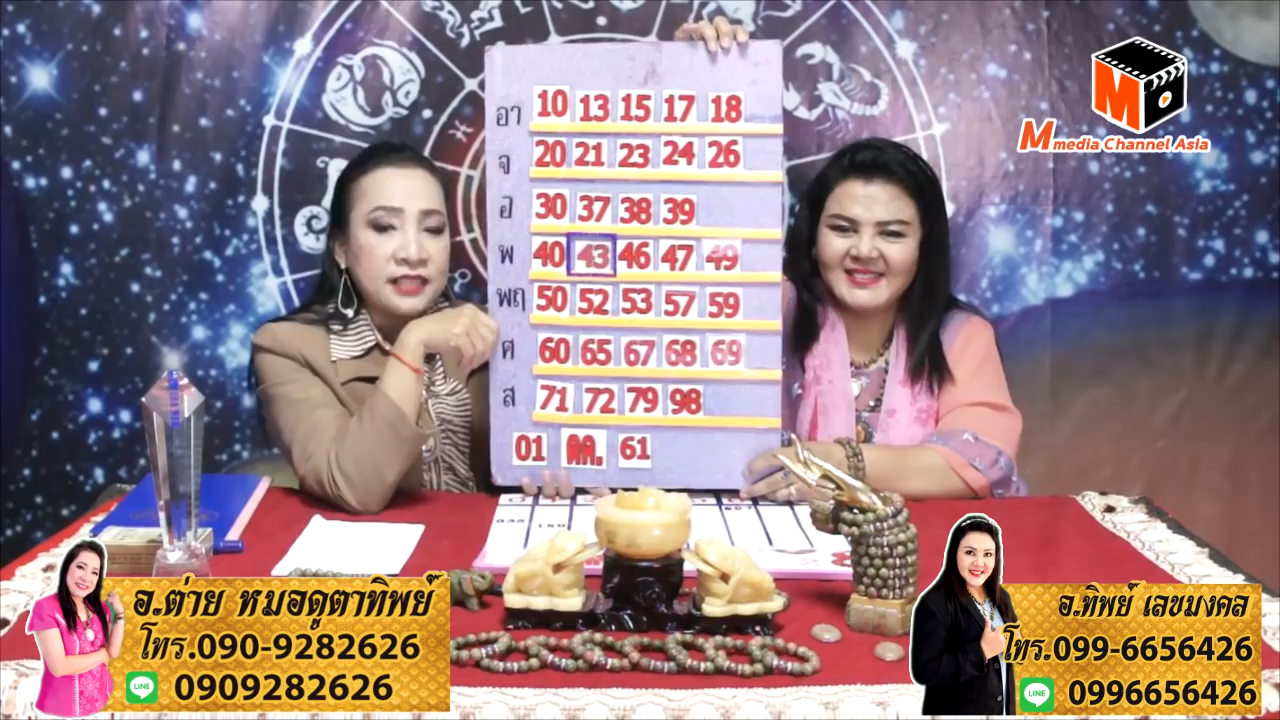 M
Mmedia Channel Asia
อา 10 13 15 17 18
จ 20 21 23 24 26
อ 30 37 38 39
พ 40 43 46 47 49
พฤ 50 52 53 57 59
ศ 60 65 67 68 69
ส 71 72 79 98
01 ตค. 61
อ.ต่าย หมอดูตาทิพย์
โทร.090-9282626
LINE 0909282626
อ.ทิพย์ เลขมงคล
โทร.099-6656426
LINE 0996656426